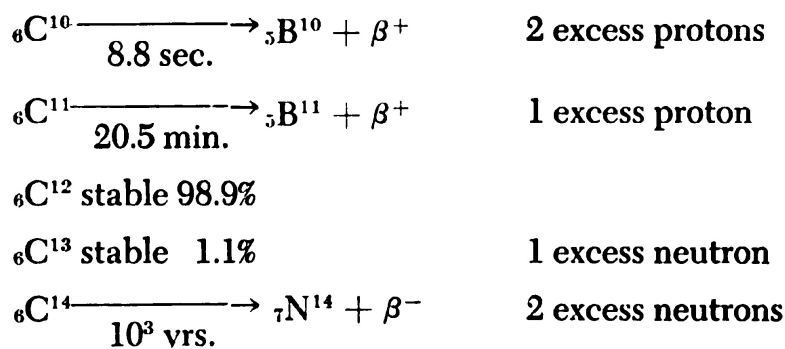 ₆C¹⁰ ⟶ ₅B¹⁰ + β⁺ 2 excess protons
8.8 sec.
₆C¹¹ ⟶ ₅B¹¹ + β⁺ 1 excess proton
20.5 min.
₆C¹² stable 98.9%
₆C¹³ stable 1.1% 1 excess neutron
₆C¹⁴ ⟶ ₇N¹⁴ + β⁻ 2 excess neutrons
10³ yrs.